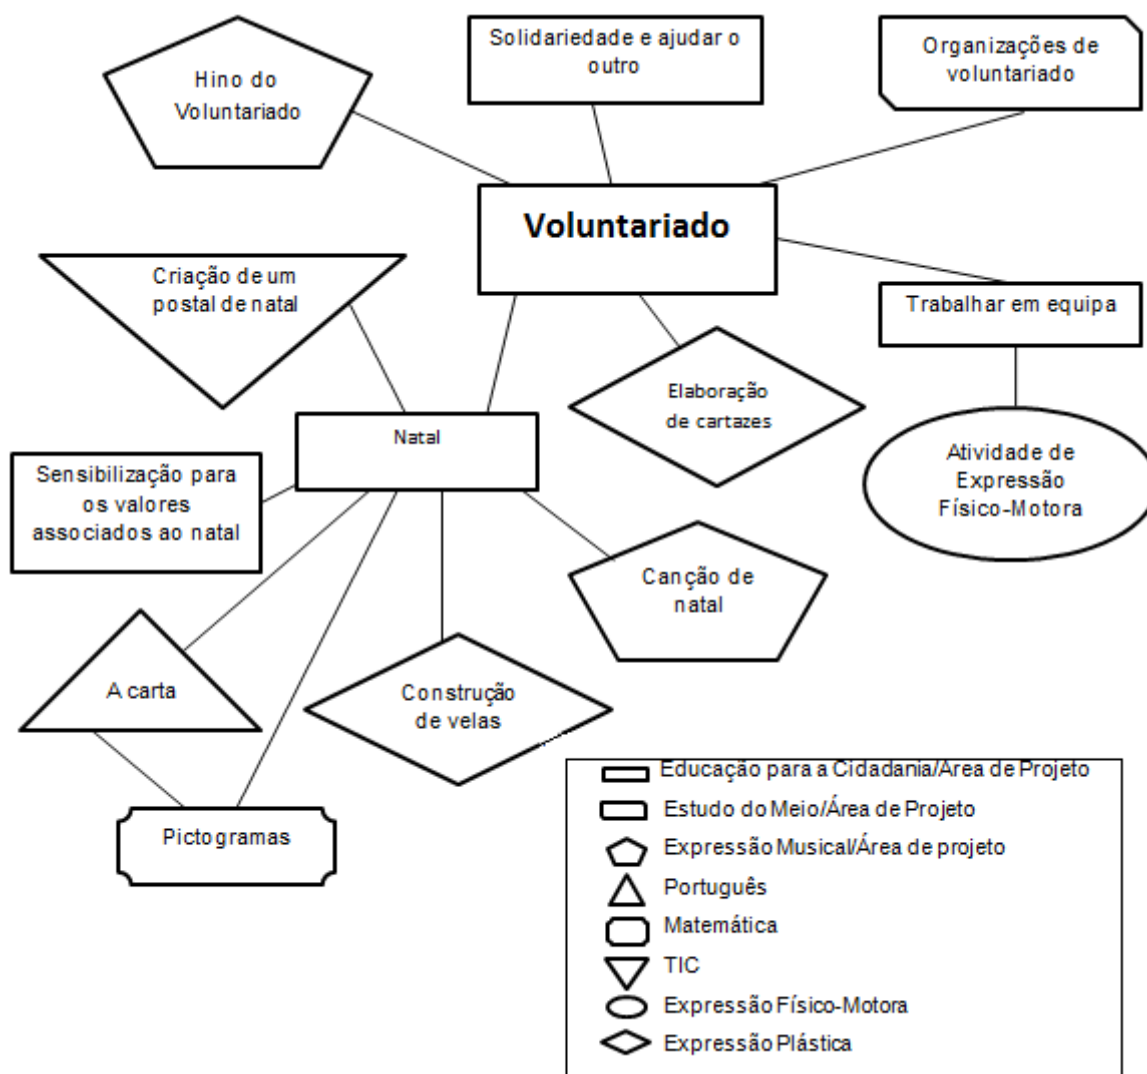 Hino do
Voluntariado
Solidariedade e ajudar o
outro
Organizações de
voluntariado
Voluntariado
Criação de um
postal de natal
Trabalhar em equipa
Elaboração
de cartazes
Natal
Sensibilização para
os valores
associados ao natal
Atividade de
Expressão
Físico-Motora
Canção de
natal
A carta
Construção
de velas
Pictogramas
Educação para a Cidadania/Área de Projeto
Estudo do Meio/Área de Projeto
Expressão Musical/Área de projeto
Português
Matemática
TIC
Expressão Físico-Motora
Expressão Plástica